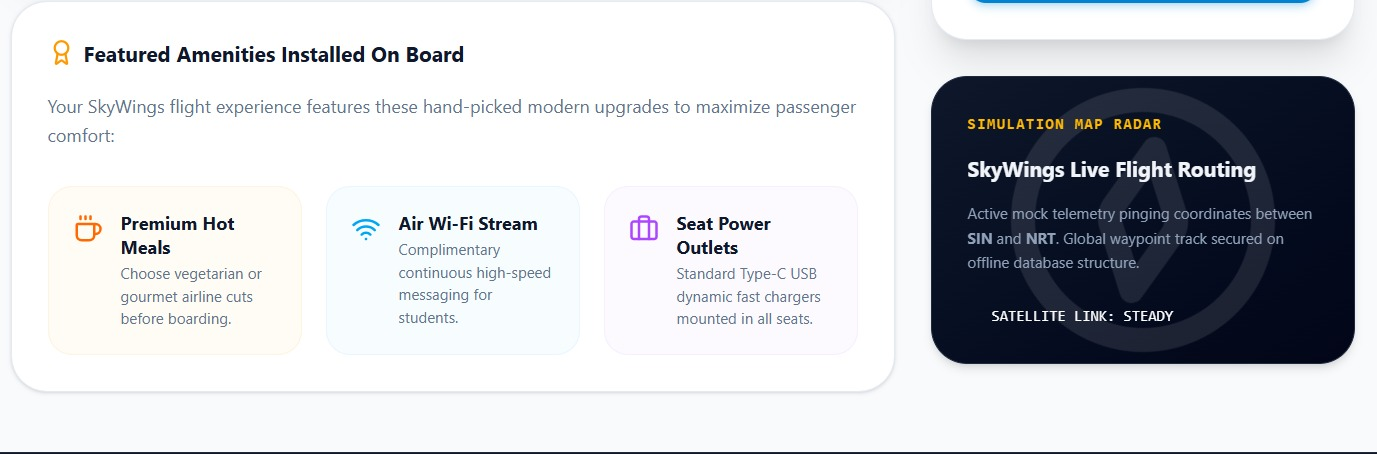 Featured Amenities Installed On Board
Your SkyWings flight experience features these hand-picked modern upgrades to maximize passenger
comfort:
Premium Hot
Meals
Choose vegetarian or
gourmet airline cuts
before boarding.
Air Wi-Fi Stream
Complimentary
continuous high-speed
messaging for
students.
Seat Power
Outlets
Standard Type-C USB
dynamic fast chargers
mounted in all seats.
SIMULATION MAP RADAR
SkyWings Live Flight Routing
Active mock telemetry pinging coordinates between
SIN and NRT. Global waypoint track secured on
offline database structure.
SATELLITE LINK: STEADY